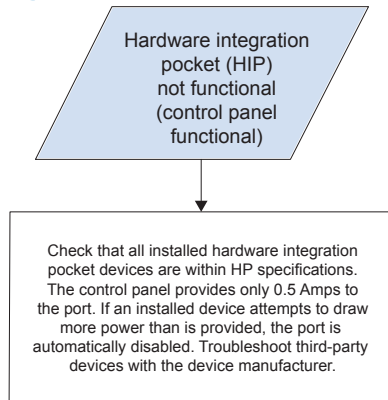 Hardware integration
pocket (HIP)
not functional
(control panel
functional)
Check that all installed hardware integration
pocket devices are within HP specifications.
The control panel provides only 0.5 Amps to
the port. If an installed device attempts to draw
more power than is provided, the port is
automatically disabled. Troubleshoot third-party
devices with the device manufacturer.